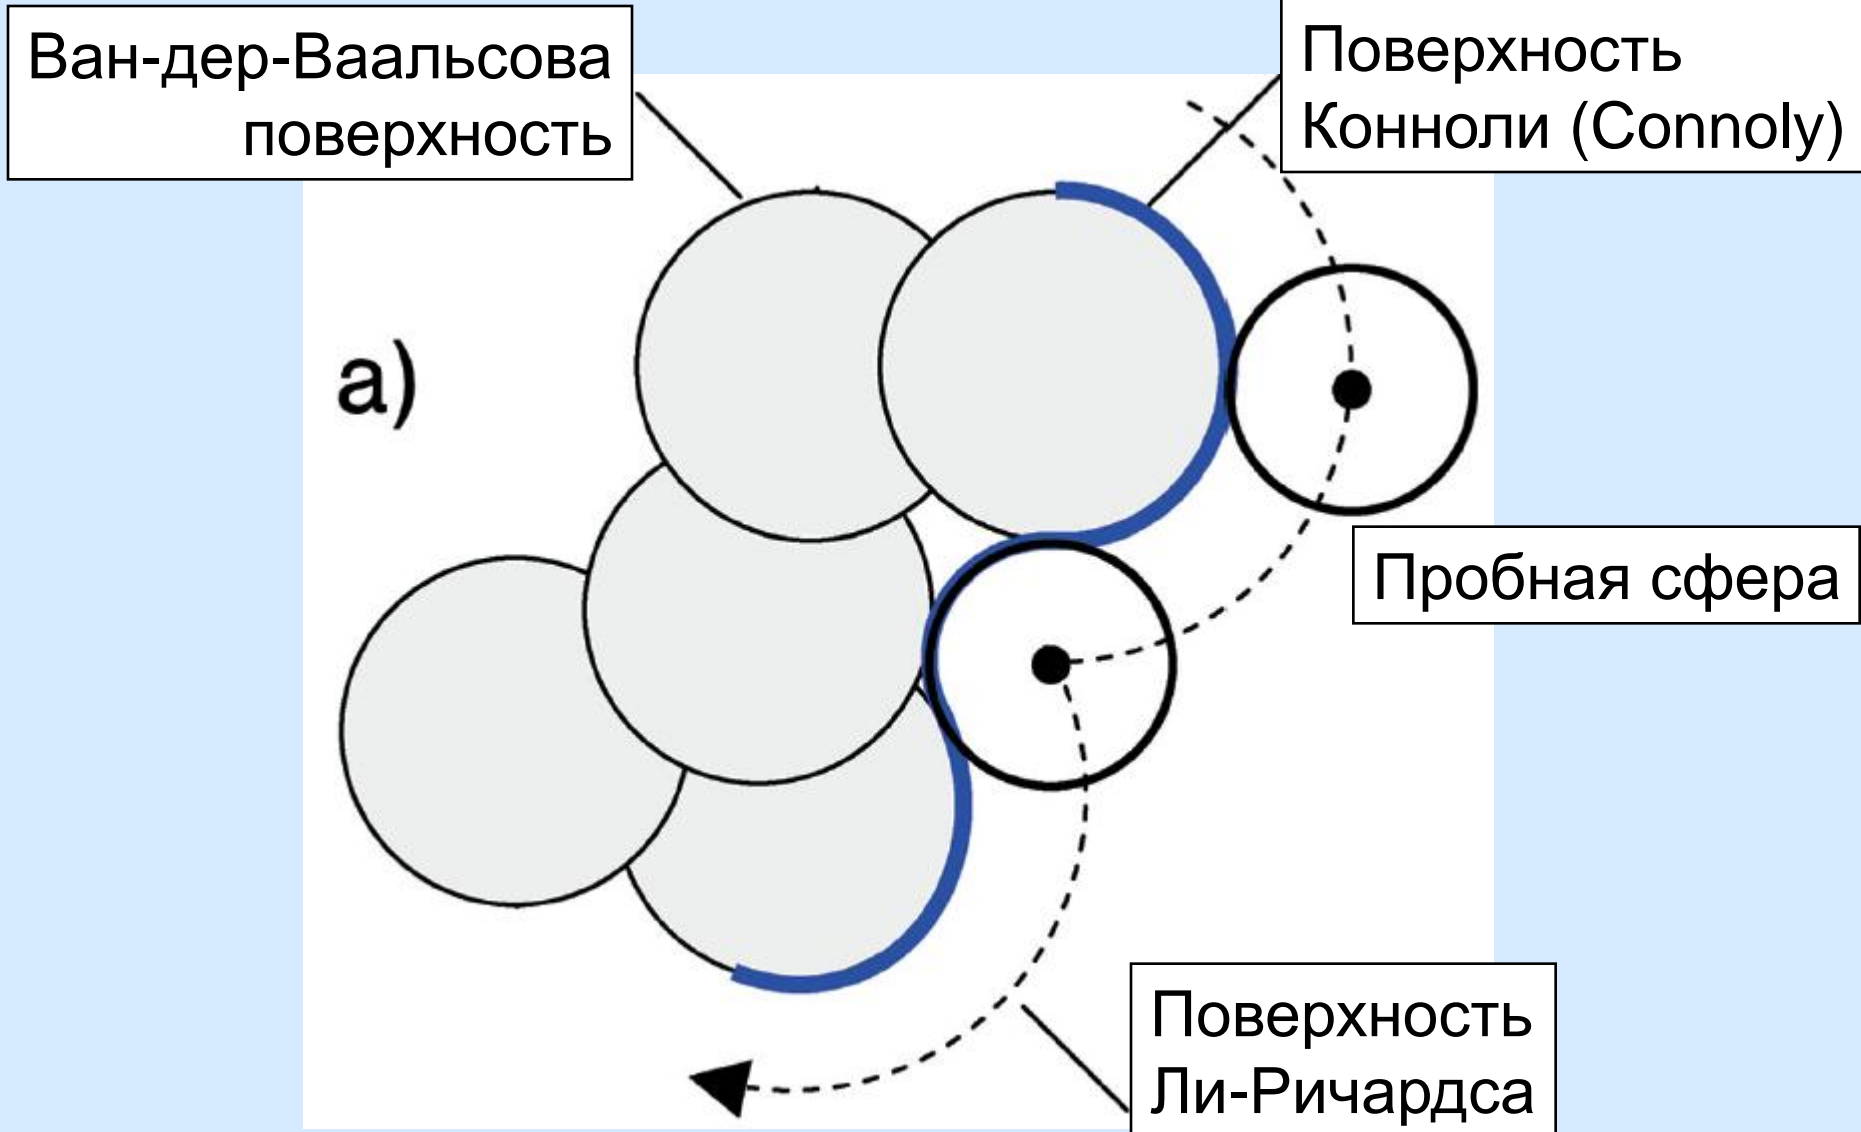 Ван-дер-Ваальсова
поверхность
Поверхность
Конноли (Connoly)
a)
Пробная сфера
Поверхность
Ли-Ричардса